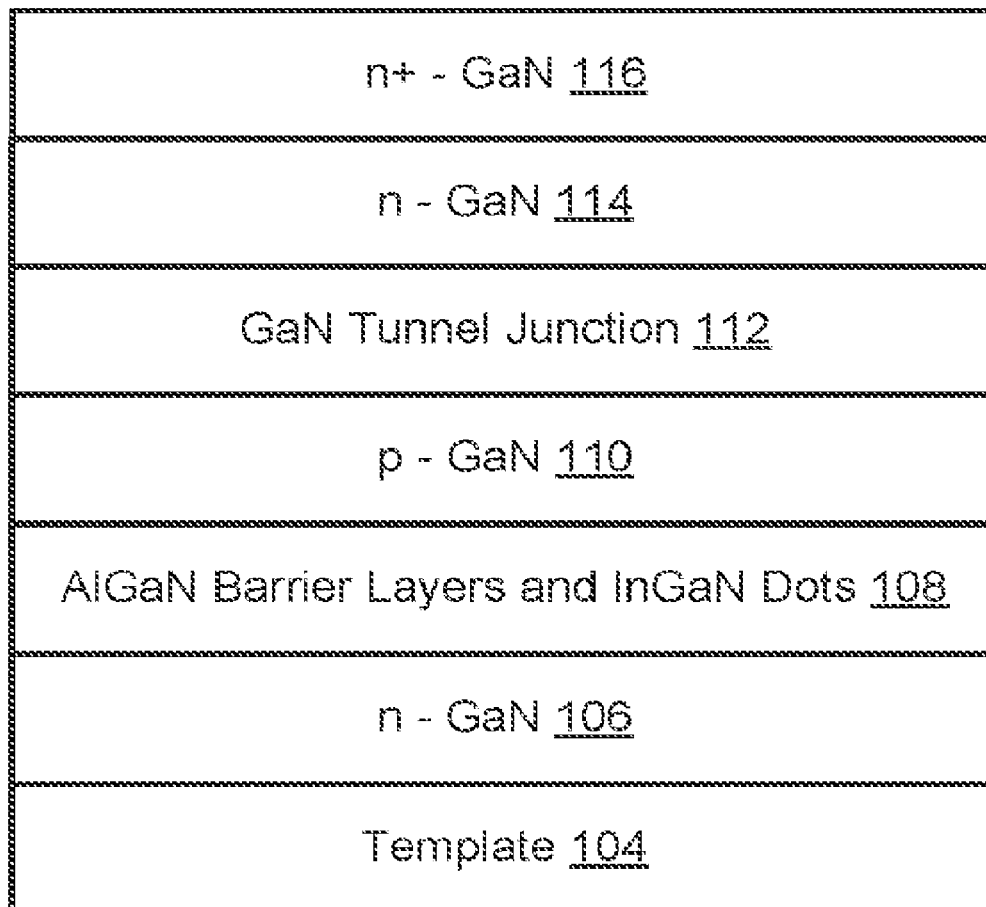 n+ - GaN 116
n - GaN 114
GaN Tunnel Junction 112
p - GaN 110
AlGaN Barrier Layers and InGaN Dots 108
n - GaN 106
Template 104